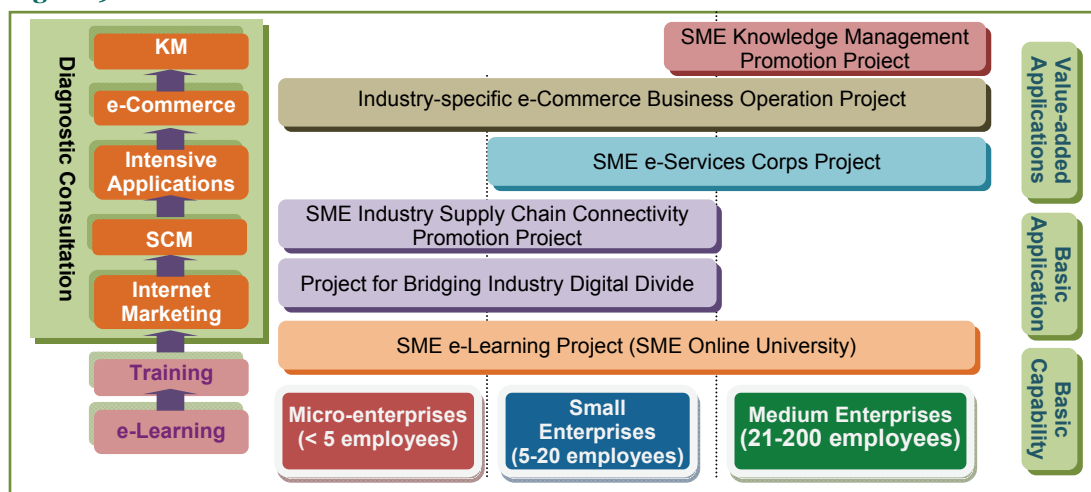 Diagnostic Consultation
KM
e-Commerce
Intensive
Applications
SCM
Internet
Marketing
Training
e-Learning
SME Knowledge Management
Promotion Project
Industry-specific e-Commerce Business Operation Project
SME e-Services Corps Project
SME Industry Supply Chain Connectivity
Promotion Project
Project for Bridging Industry Digital Divide
SME e-Learning Project (SME Online University)
Micro-enterprises
(< 5 employees)
Small
Enterprises
(5-20 employees)
Medium Enterprises
(21-200 employees)
Value-added
Applications
Basic
Application
Basic
Capability